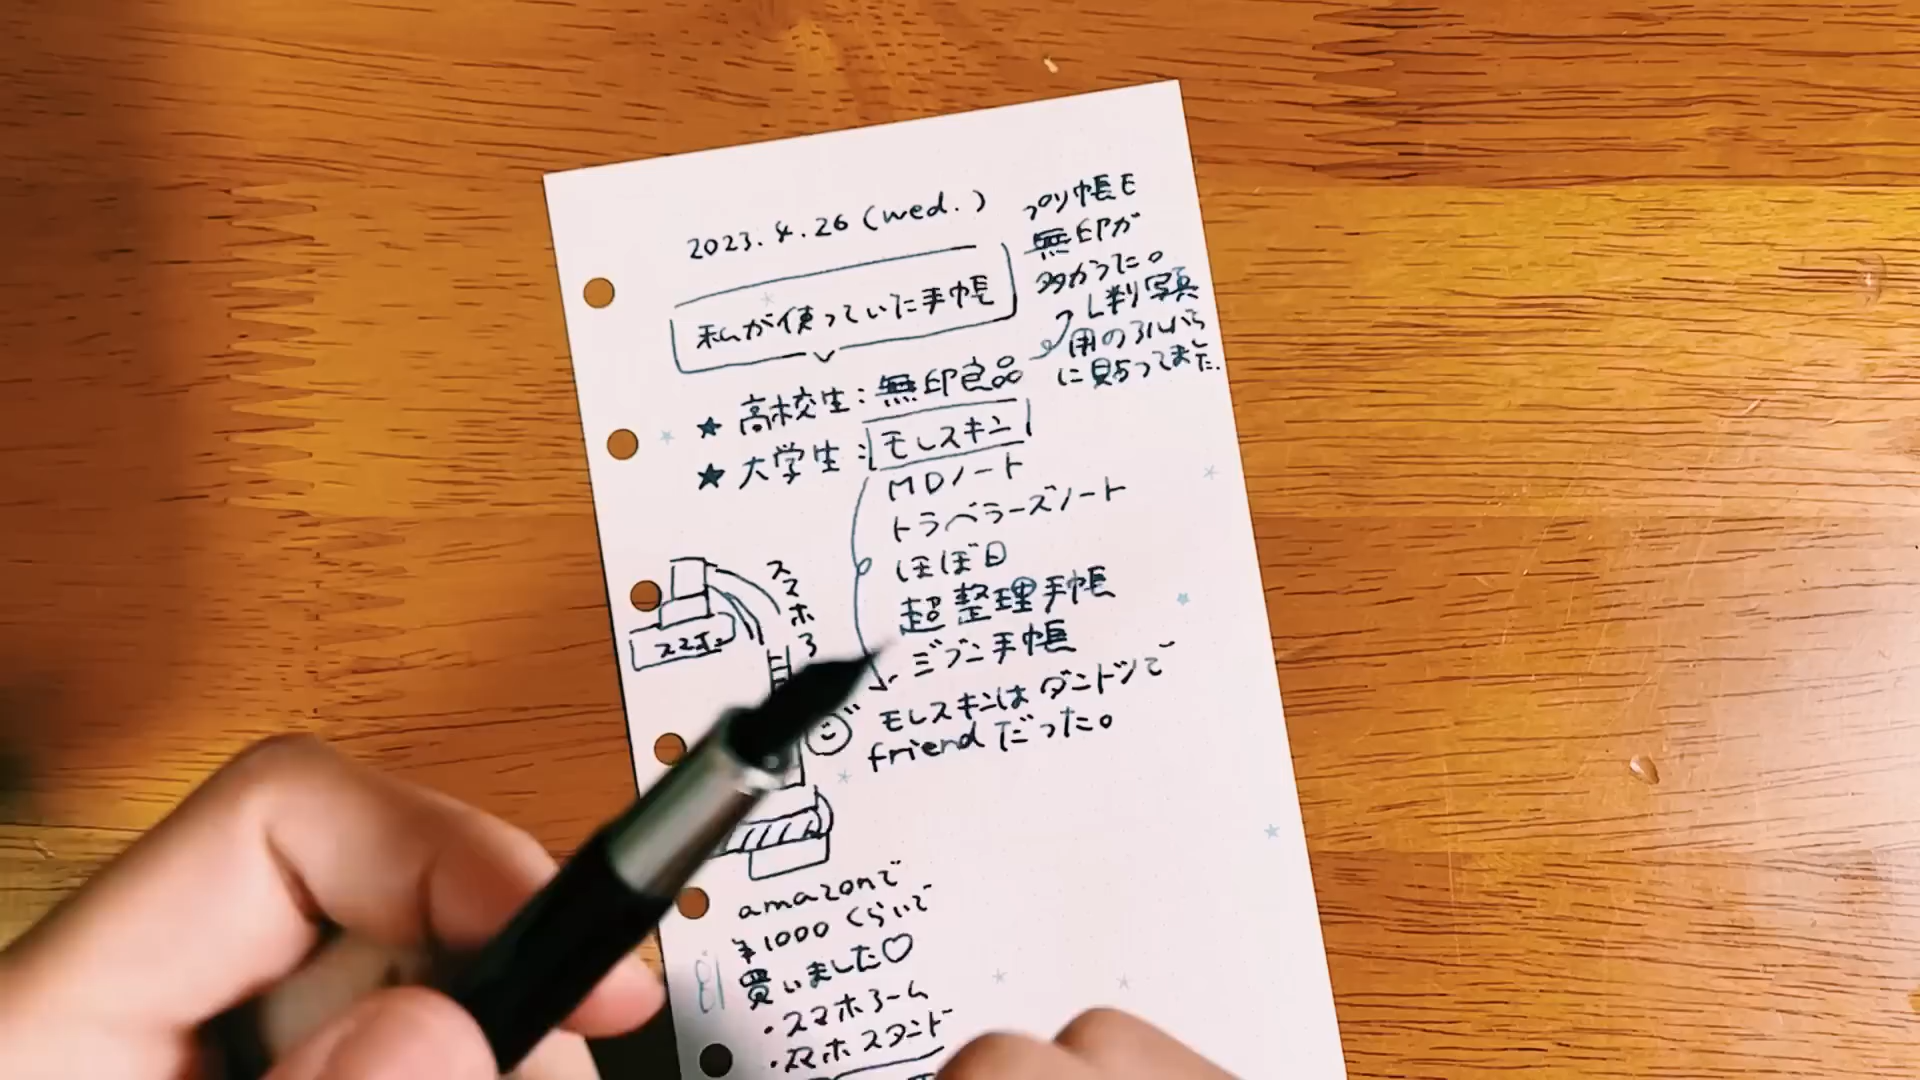 2023.4.26(wed.)
私が使っていた手帳
プリ帳も
無印が
多かった。
L判写真
用のアルバム
に貼ってました。
★ 高校生：無印良品
★ 大学生：モレスキン
MDノート
トラベラーズノート
ほぼ日
超整理手帳
ジブン手帳
モレスキンはダントツで
friendだった。
スマホ
amazonで
¥1000くらいで
買いました♡
・スマホアーム
・スマホスタンド